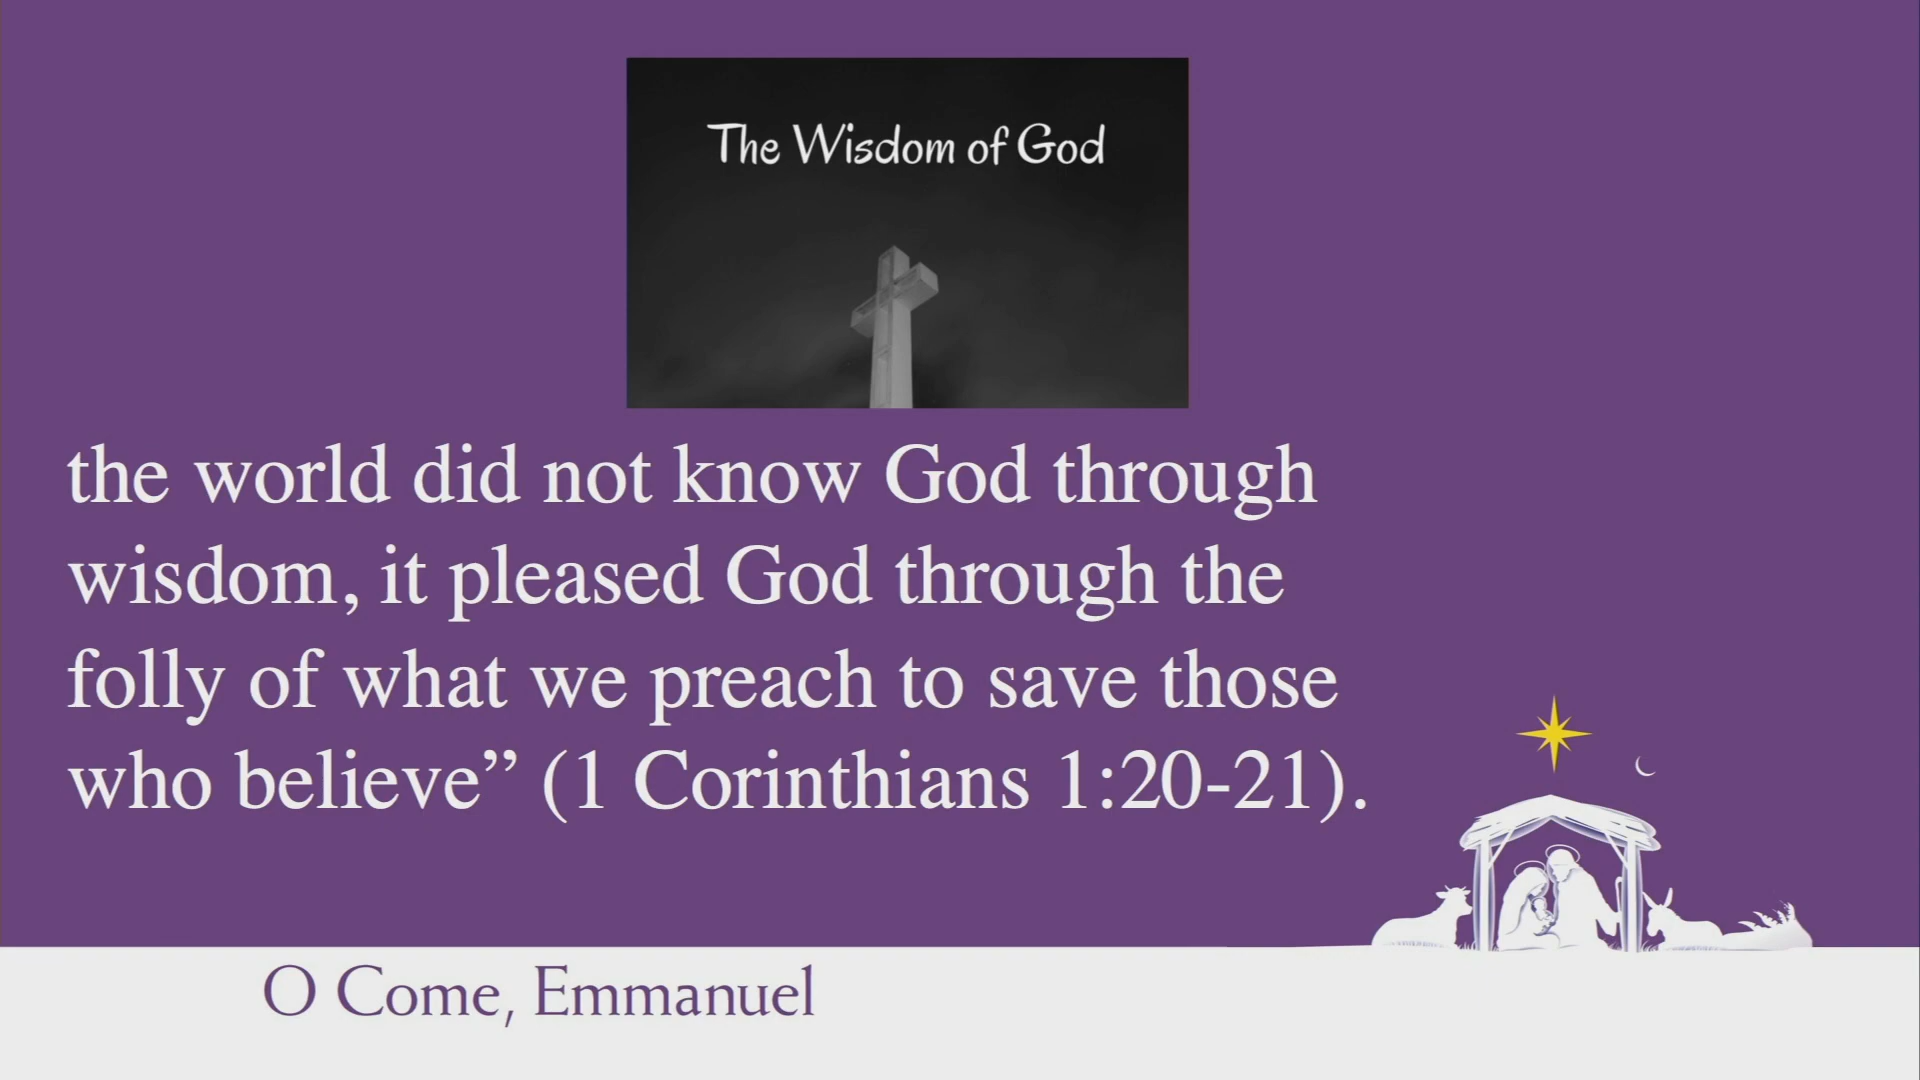 The Wisdom of God
the world did not know God through
wisdom, it pleased God through the
folly of what we preach to save those
who believe” (1 Corinthians 1:20-21).
O Come, Emmanuel